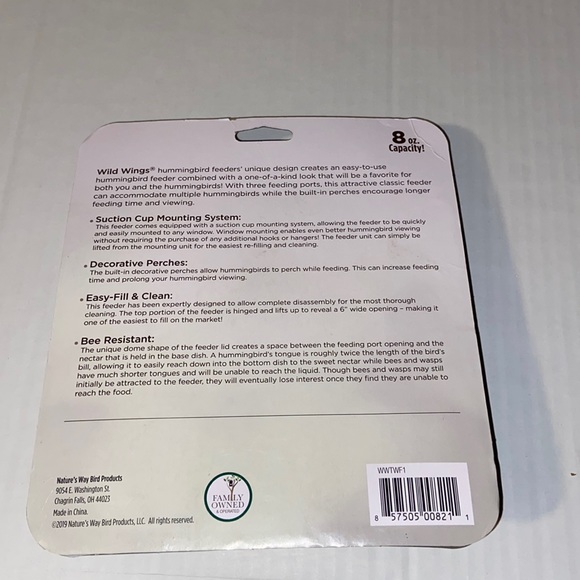 8 oz.
Capacity!
Wild Wings® hummingbird feeders' unique design creates an easy-to-use
hummingbird feeder combined with a one-of-a-kind look that will be a favorite for
both you and the hummingbirds! With three feeding ports, this attractive classic feeder
can accommodate multiple hummingbirds while the built-in perches encourage longer
feeding time and viewing.
• Suction Cup Mounting System:
This feeder comes equipped with a suction cup mounting system, allowing the feeder to be quickly
and easily mounted to any window. Window mounting enables even better hummingbird viewing
without requiring the purchase of any additional hooks or hangers! The feeder unit can simply be
lifted from the mounting unit for the easiest re-filling and cleaning.
• Decorative Perches:
The built-in decorative perches allow hummingbirds to perch while feeding. This can increase feeding
time and prolong your hummingbird viewing.
• Easy-Fill & Clean:
This feeder has been expertly designed to allow complete disassembly for the most thorough
cleaning. The top portion of the feeder is hinged and lifts up to reveal a 6" wide opening – making it
one of the easiest to fill on the market!
• Bee Resistant:
The unique dome shape of the feeder lid creates a space between the feeding port opening and the
nectar that is held in the base dish. A hummingbird's tongue is roughly twice the length of the bird's
bill, allowing it to easily reach down into the bottom dish to the sweet nectar while bees and wasps
have much shorter tongues and will be unable to reach the liquid. Though bees and wasps may still
initially be attracted to the feeder, they will eventually lose interest once they find they are unable to
reach the food.
Nature's Way Bird Products
9054 E. Washington St.
Chagrin Falls, OH 44023
Made in China.
©2019 Nature's Way Bird Products, LLC. All rights reserved.
FAMILY
OWNED
& OPERATED
WWTWF1
8 57505 00821 1